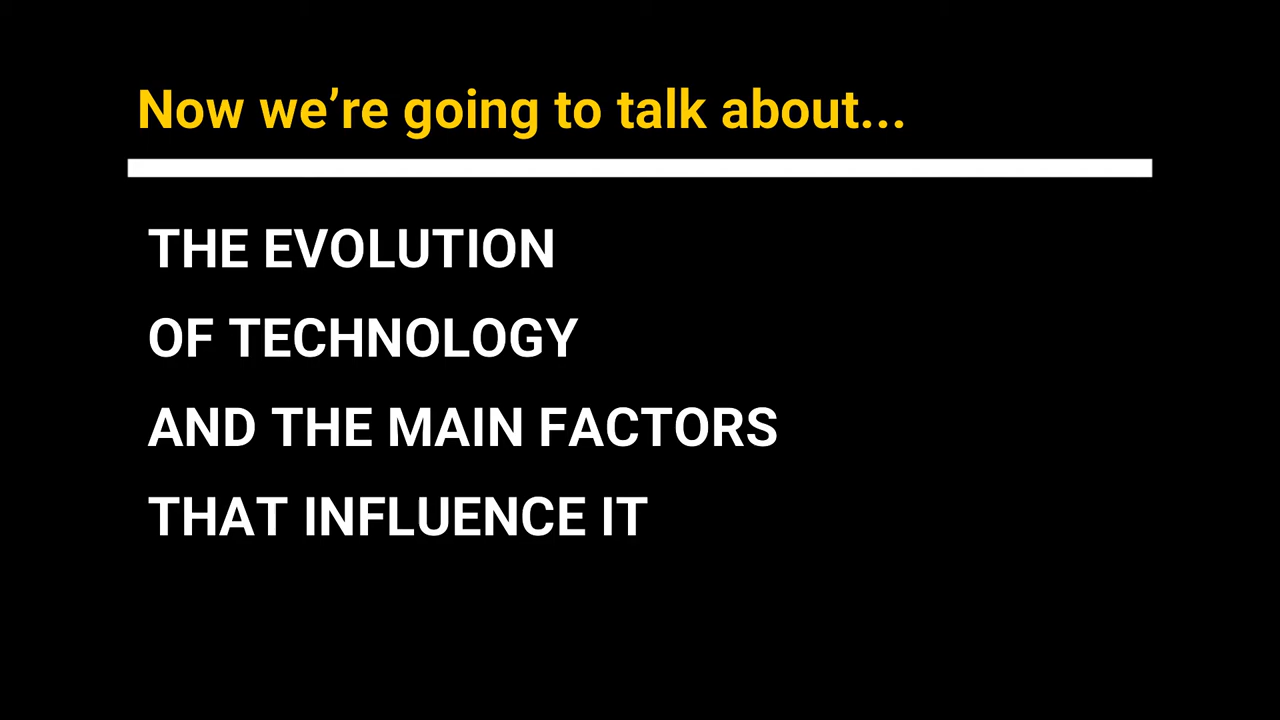 Now we’re going to talk about...
THE EVOLUTION
OF TECHNOLOGY
AND THE MAIN FACTORS
THAT INFLUENCE IT